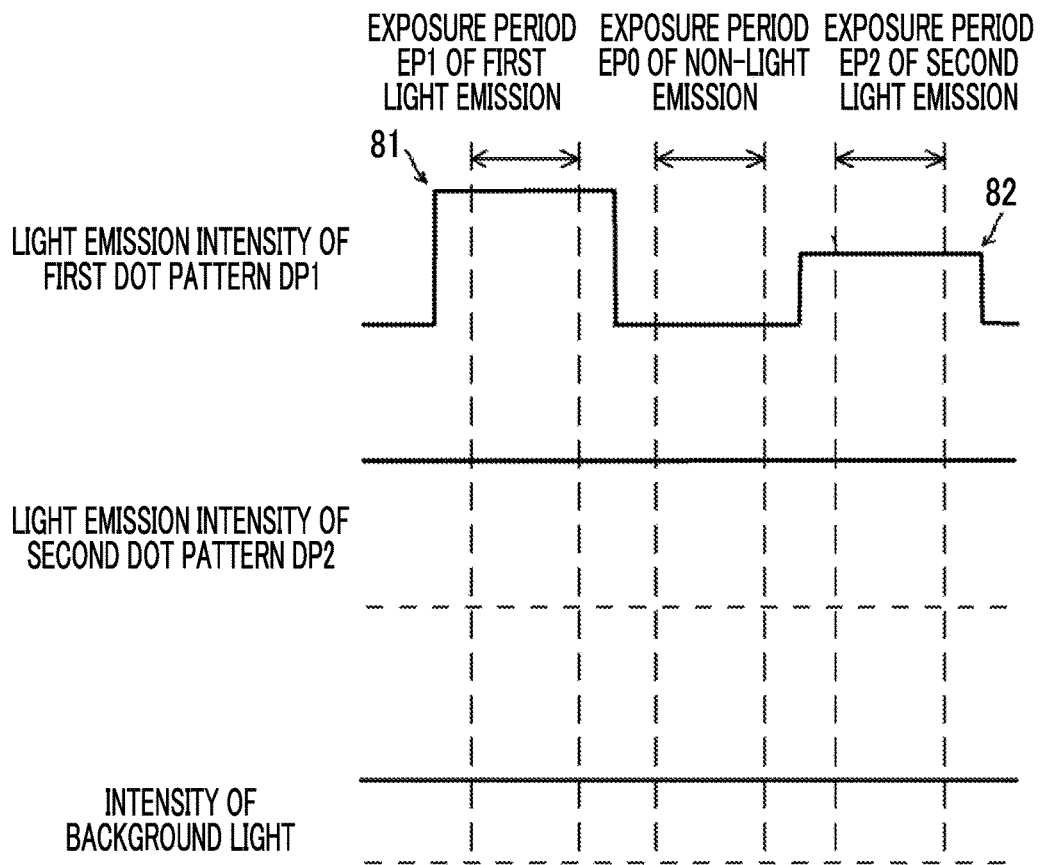 EXPOSURE PERIOD
EP1 OF FIRST
LIGHT EMISSION
EXPOSURE PERIOD
EP0 OF NON-LIGHT
EMISSION
EXPOSURE PERIOD
EP2 OF SECOND
LIGHT EMISSION
81
82
LIGHT EMISSION INTENSITY OF
FIRST DOT PATTERN DP1
LIGHT EMISSION INTENSITY OF
SECOND DOT PATTERN DP2
INTENSITY OF
BACKGROUND LIGHT